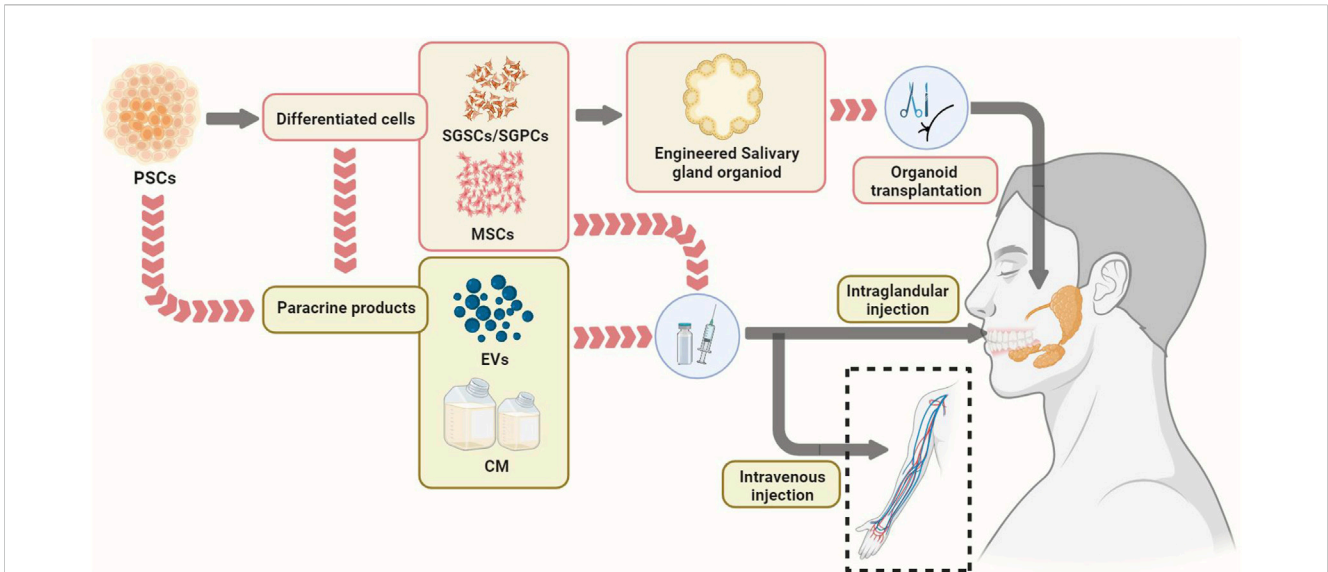 PSCs
Differentiated cells
SGSCs/SGPCs
MSCs
Engineered Salivary
gland organiod
Organoid
transplantation
Paracrine products
EVs
CM
Intraglandular
injection
Intravenous
injection